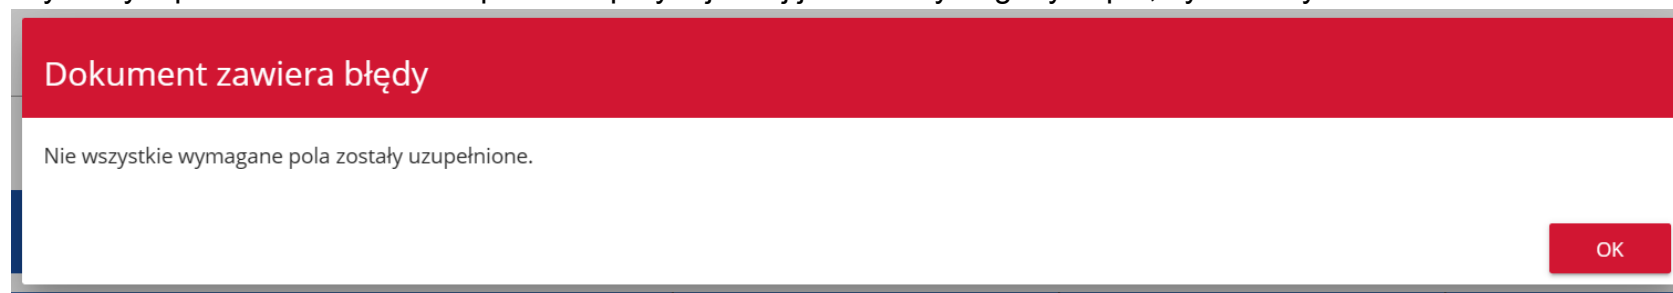 Dokument zawiera błędy
Nie wszystkie wymagane pola zostały uzupełnione.
OK